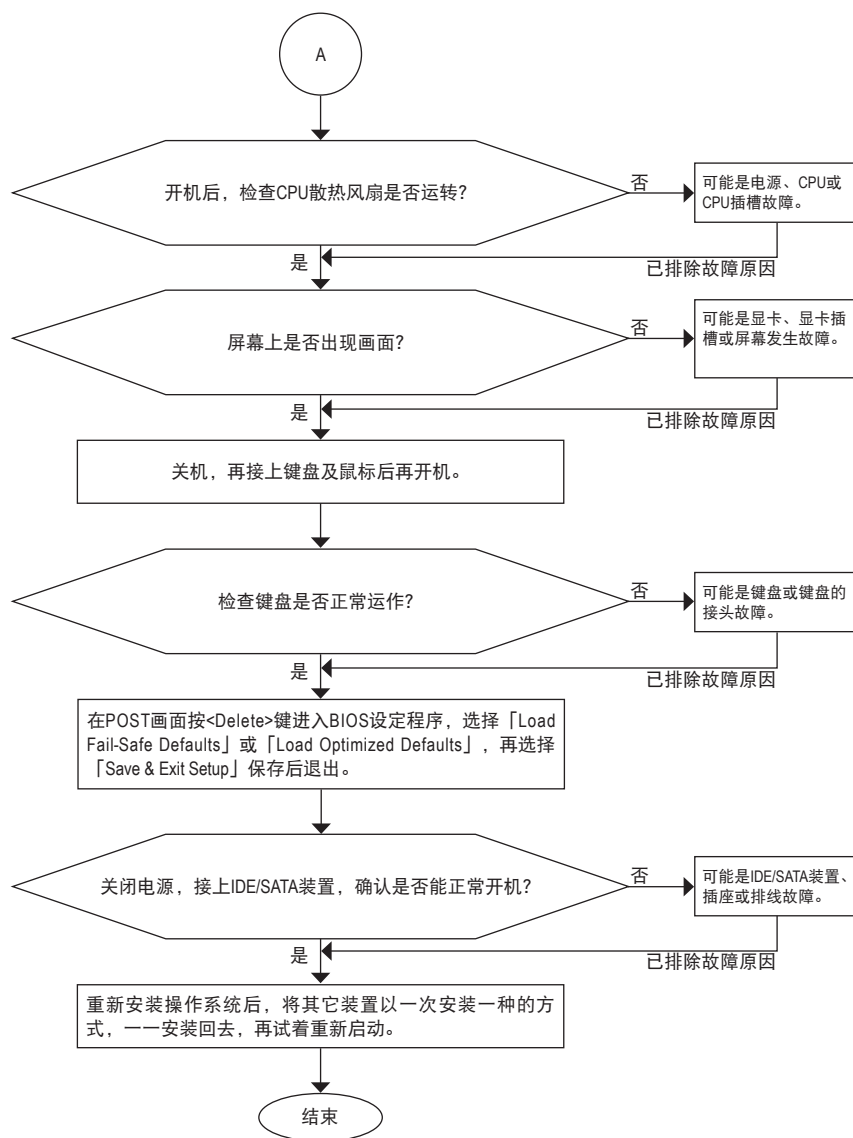 A
开机后，检查CPU散热风扇是否运转？
否
可能是电源、CPU或
CPU插槽故障。
是
已排除故障原因
屏幕上是否出现画面？
否
可能是显卡、显卡插
槽或屏幕发生故障。
是
已排除故障原因
关机，再接上键盘及鼠标后再开机。
检查键盘是否正常运作？
否
可能是键盘或键盘的
接头故障。
是
已排除故障原因
在POST画面按<Delete>键进入BIOS设定程序，选择「Load
Fail-Safe Defaults」或「Load Optimized Defaults」，再选择
「Save & Exit Setup」保存后退出。
关闭电源，接上IDE/SATA装置，确认是否能正常开机？
否
可能是IDE/SATA装置、
插座或排线故障。
是
已排除故障原因
重新安装操作系统后，将其它装置以一次安装一种的方
式，一一安装回去，再试着重新启动。
结束